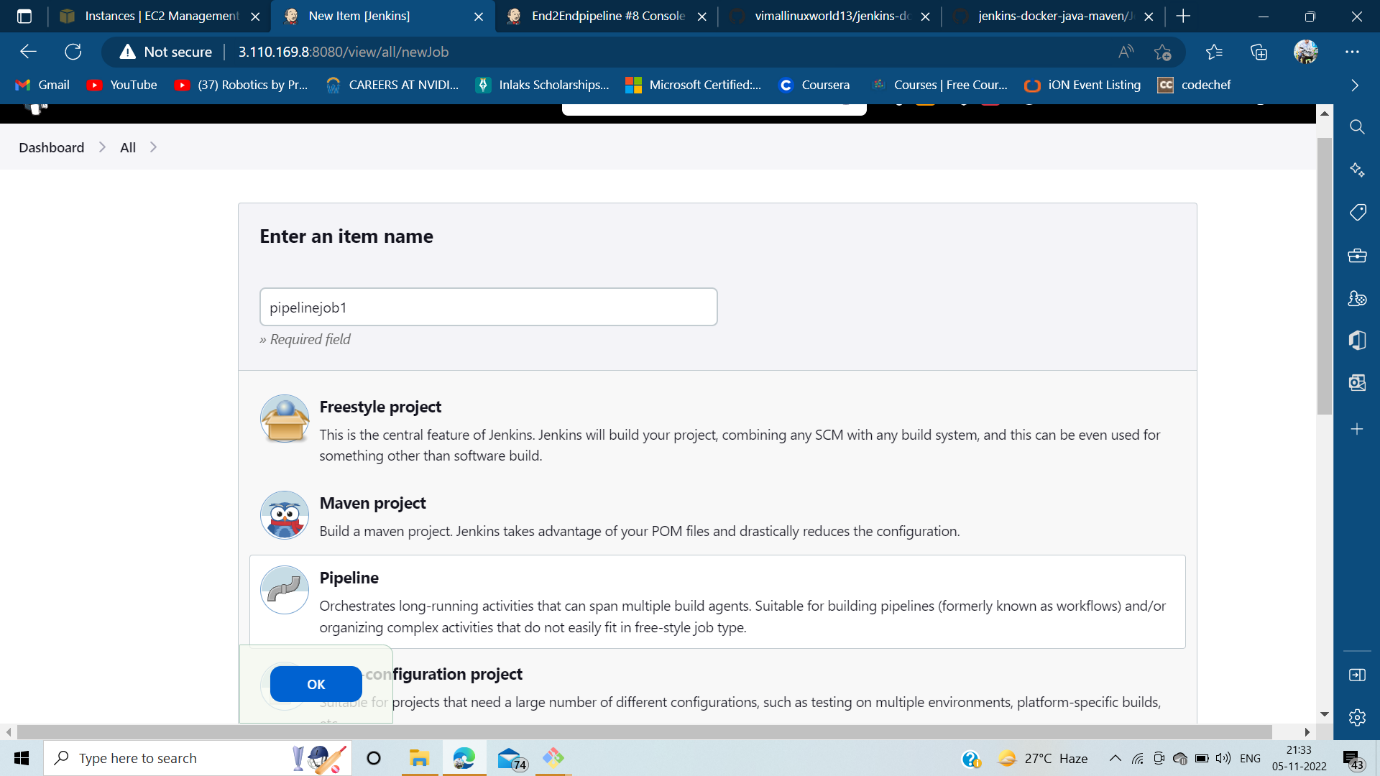 Instances | EC2 Management
New Item [Jenkins]
End2Endpipeline #8 Console
vimallinuxworld13/jenkins-do
jenkins-docker-java-maven/J
Not secure
3.110.169.8:8080/view/all/newJob
Gmail
YouTube
(37) Robotics by Pr...
CAREERS AT NVIDI...
Inlaks Scholarships...
Microsoft Certified:...
Coursera
Courses | Free Cour...
iON Event Listing
codechef
Dashboard
All
Enter an item name
pipelinejob1
» Required field
Freestyle project
This is the central feature of Jenkins. Jenkins will build your project, combining any SCM with any build system, and this can be even used for
something other than software build.
Maven project
Build a maven project. Jenkins takes advantage of your POM files and drastically reduces the configuration.
Pipeline
Orchestrates long-running activities that can span multiple build agents. Suitable for building pipelines (formerly known as workflows) and/or
organizing complex activities that do not easily fit in free-style job type.
-configuration project
OK
Suitable for projects that need a large number of different configurations, such as testing on multiple environments, platform-specific builds,
Type here to search
74
27°C Haze
ENG
21:33
05-11-2022
43